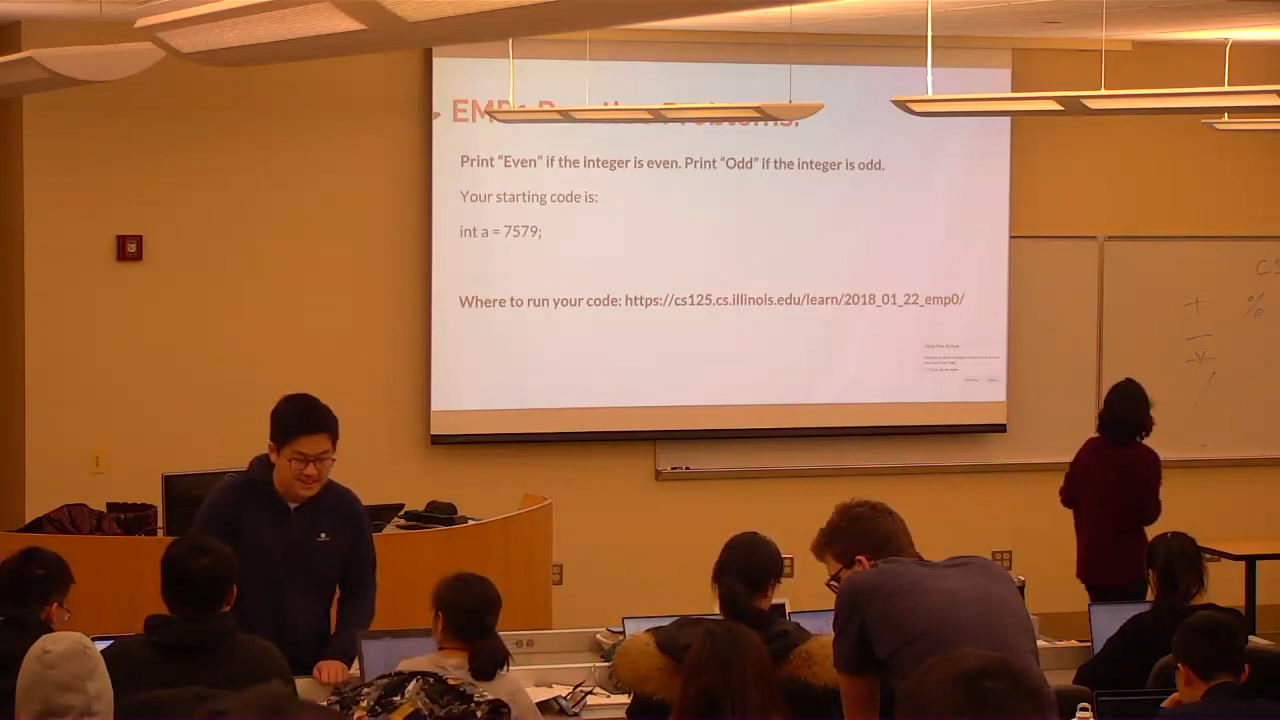 Print “Even” if the integer is even. Print “Odd” if the integer is odd.
Your starting code is:
int a = 7579;
Where to run your code: https://cs125.cs.illinois.edu/learn/2018_01_22_emp0/
CS
+ %
-
*
/